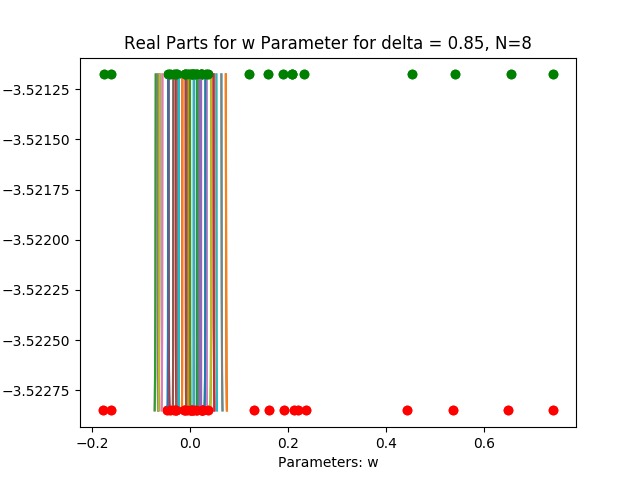 Real Parts for w Parameter for delta = 0.85, N=8
−3.52125
−3.52150
−3.52175
−3.52200
−3.52225
−3.52250
−3.52275
−0.2 0.0 0.2 0.4 0.6
Parameters: w